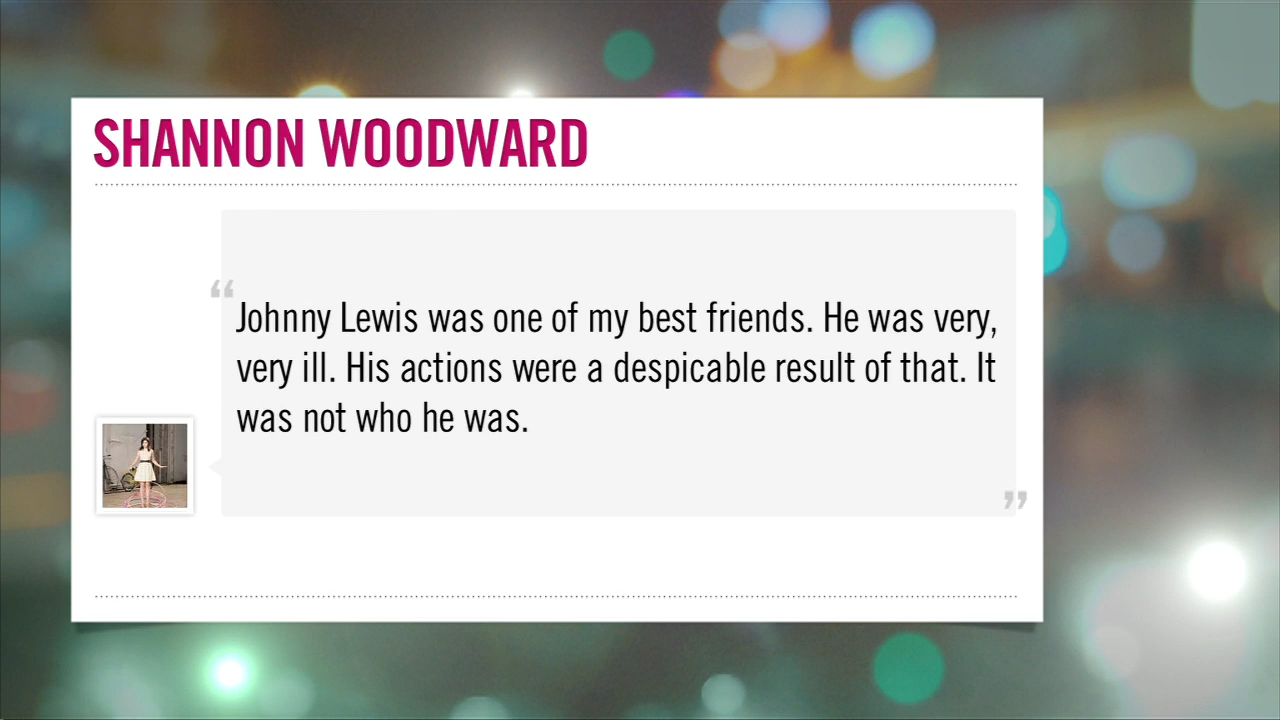 SHANNON WOODWARD
“Johnny Lewis was one of my best friends. He was very,
very ill. His actions were a despicable result of that. It
was not who he was.”